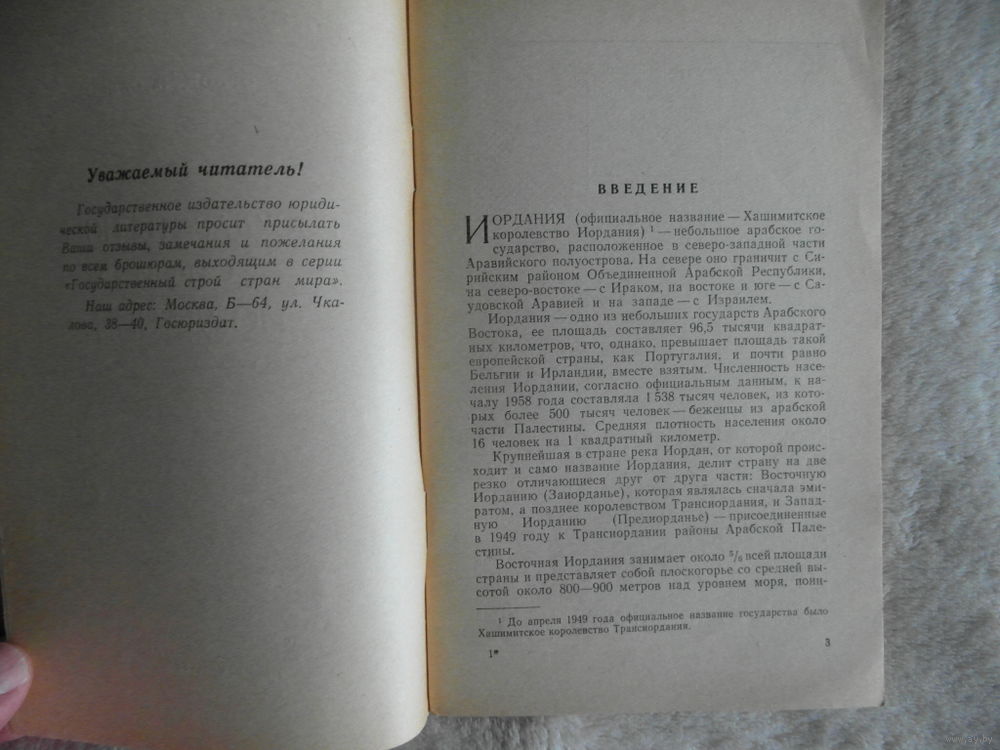 Уважаемый читатель!
Государственное издательство юриди-
ческой литературы просит присылать
Ваши отзывы, замечания и пожелания
по всем брошюрам, выходящим в серии
«Государственный строй стран мира».
Наш адрес: Москва, Б—64, ул. Чка-
лова, 38—40, Госюриздат.
ВВЕДЕНИЕ
ИОРДАНИЯ (официальное название — Хашимитское
королевство Иордания) ¹ — небольшое арабское го-
сударство, расположенное в северо-западной части
Аравийского полуострова. На севере оно граничит с Си-
рийским районом Объединенной Арабской Республики,
на северо-востоке — с Ираком, на востоке и юге — с Са-
удовской Аравией и на западе — с Израилем.
Иордания — одно из небольших государств Арабского
Востока, ее площадь составляет 96,5 тысячи квадрат-
ных километров, что, однако, превышает площадь такой
европейской страны, как Португалия, и почти равно
Бельгии и Ирландии, вместе взятым. Численность насе-
ления Иордании, согласно официальным данным, к на-
чалу 1958 года составляла 1 538 тысяч человек, из кото-
рых более 500 тысяч человек — беженцы из арабской
части Палестины. Средняя плотность населения около
16 человек на 1 квадратный километр.
Крупнейшая в стране река Иордан, от которой проис-
ходит и само название Иордания, делит страну на две
резко отличающиеся друг от друга части: Восточную
Иорданию (Заиорданье), которая являлась сначала эми-
ратом, а позднее королевством Трансиордания, и Запад-
ную Иорданию (Предиорданье) — присоединенные
в 1949 году к Трансиордании районы Арабской Пале-
стины.
Восточная Иордания занимает около ⁵/₆ всей площади
страны и представляет собой плоскогорье со средней вы-
сотой около 800—900 метров над уровнем моря, пони-
¹ До апреля 1949 года официальное название государства было
Хашимитское королевство Трансиордания.
1* 3
www.ay.by